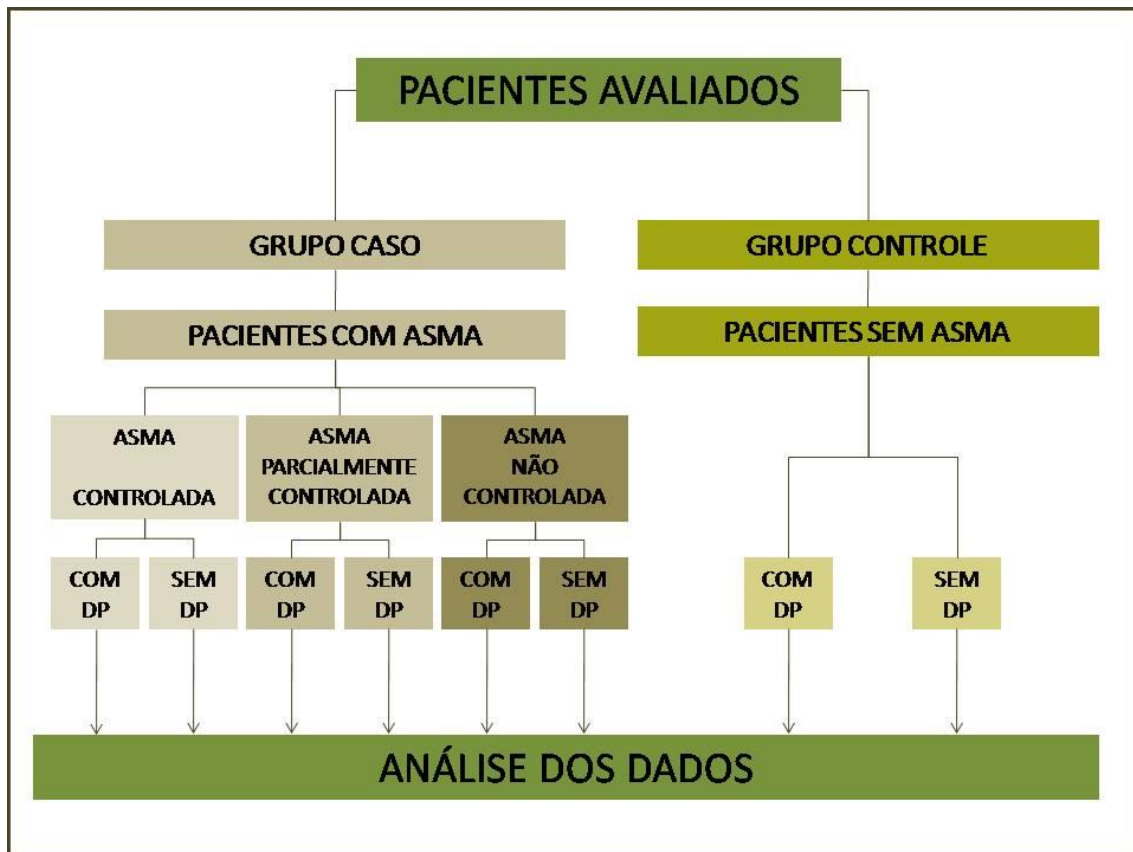 PACIENTES AVALIADOS
GRUPO CASO
GRUPO CONTROLE
PACIENTES COM ASMA
PACIENTES SEM ASMA
ASMA
CONTROLADA
ASMA
PARCIALMENTE
CONTROLADA
ASMA
NÃO
CONTROLADA
COM
DP
SEM
DP
COM
DP
SEM
DP
COM
DP
SEM
DP
COM
DP
SEM
DP
ANÁLISE DOS DADOS